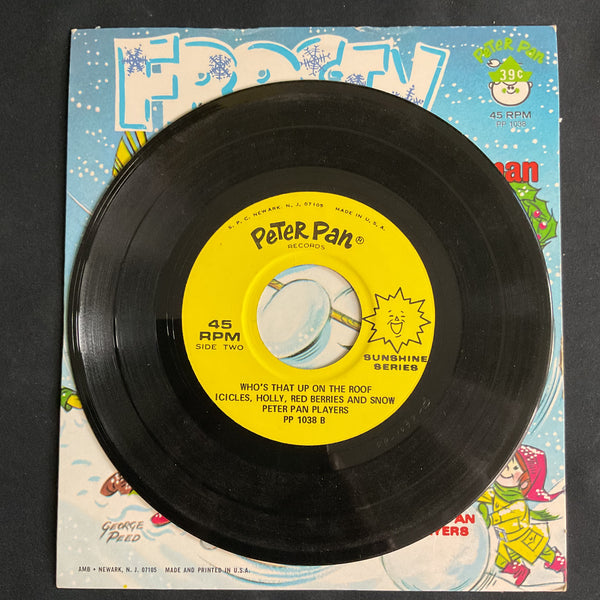 FROSTY
Peter Pan
39¢
45 RPM
PP 1038
S. P. C. NEWARK, N. J. 07105 MADE IN U.S.A.
Peter Pan®
RECORDS
45
RPM
SIDE TWO
SUNSHINE
SERIES
WHO'S THAT UP ON THE ROOF
ICICLES, HOLLY, RED BERRIES AND SNOW
PETER PAN PLAYERS
PP 1038 B
GEORGE
PEED
AMB • NEWARK, N. J. 07105 MADE AND PRINTED IN U.S.A.